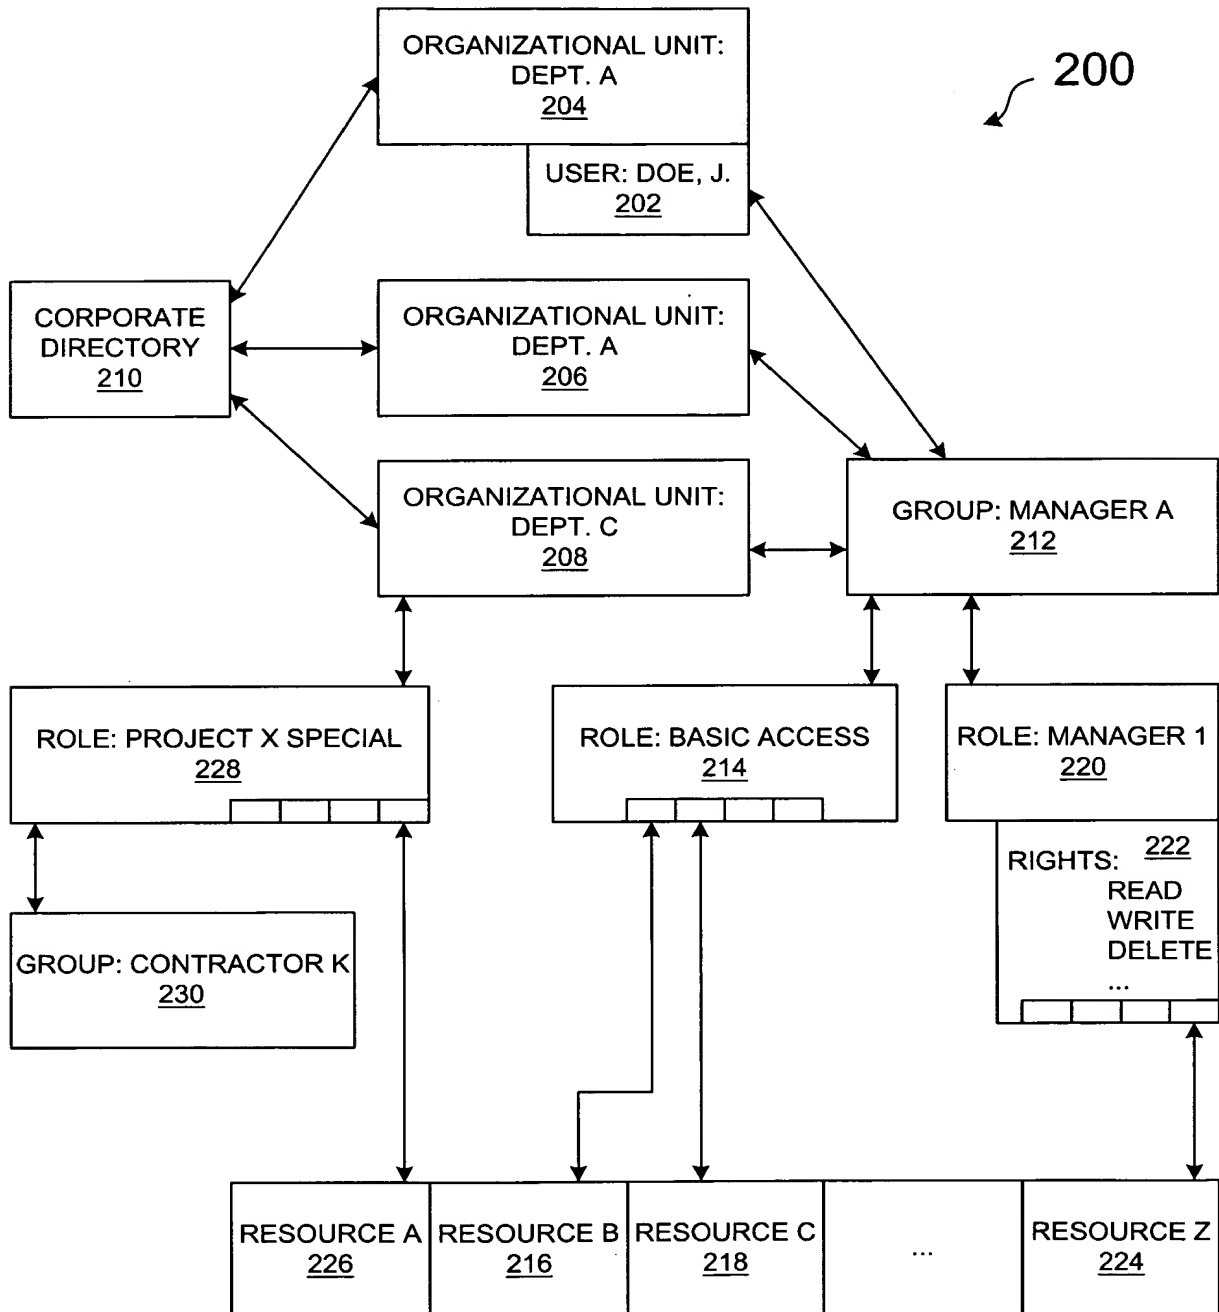 ORGANIZATIONAL UNIT:
DEPT. A
204
200
USER: DOE, J.
202
CORPORATE
DIRECTORY
210
ORGANIZATIONAL UNIT:
DEPT. A
206
ORGANIZATIONAL UNIT:
DEPT. C
208
GROUP: MANAGER A
212
ROLE: PROJECT X SPECIAL
228
ROLE: BASIC ACCESS
214
ROLE: MANAGER 1
220
222
RIGHTS:
READ
WRITE
DELETE
...
GROUP: CONTRACTOR K
230
RESOURCE A
226
RESOURCE B
216
RESOURCE C
218
...
RESOURCE Z
224